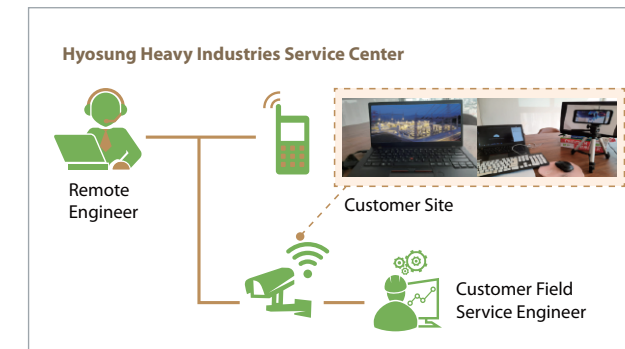 Hyosung Heavy Industries Service Center
Remote
Engineer
Customer Site
Customer Field
Service Engineer